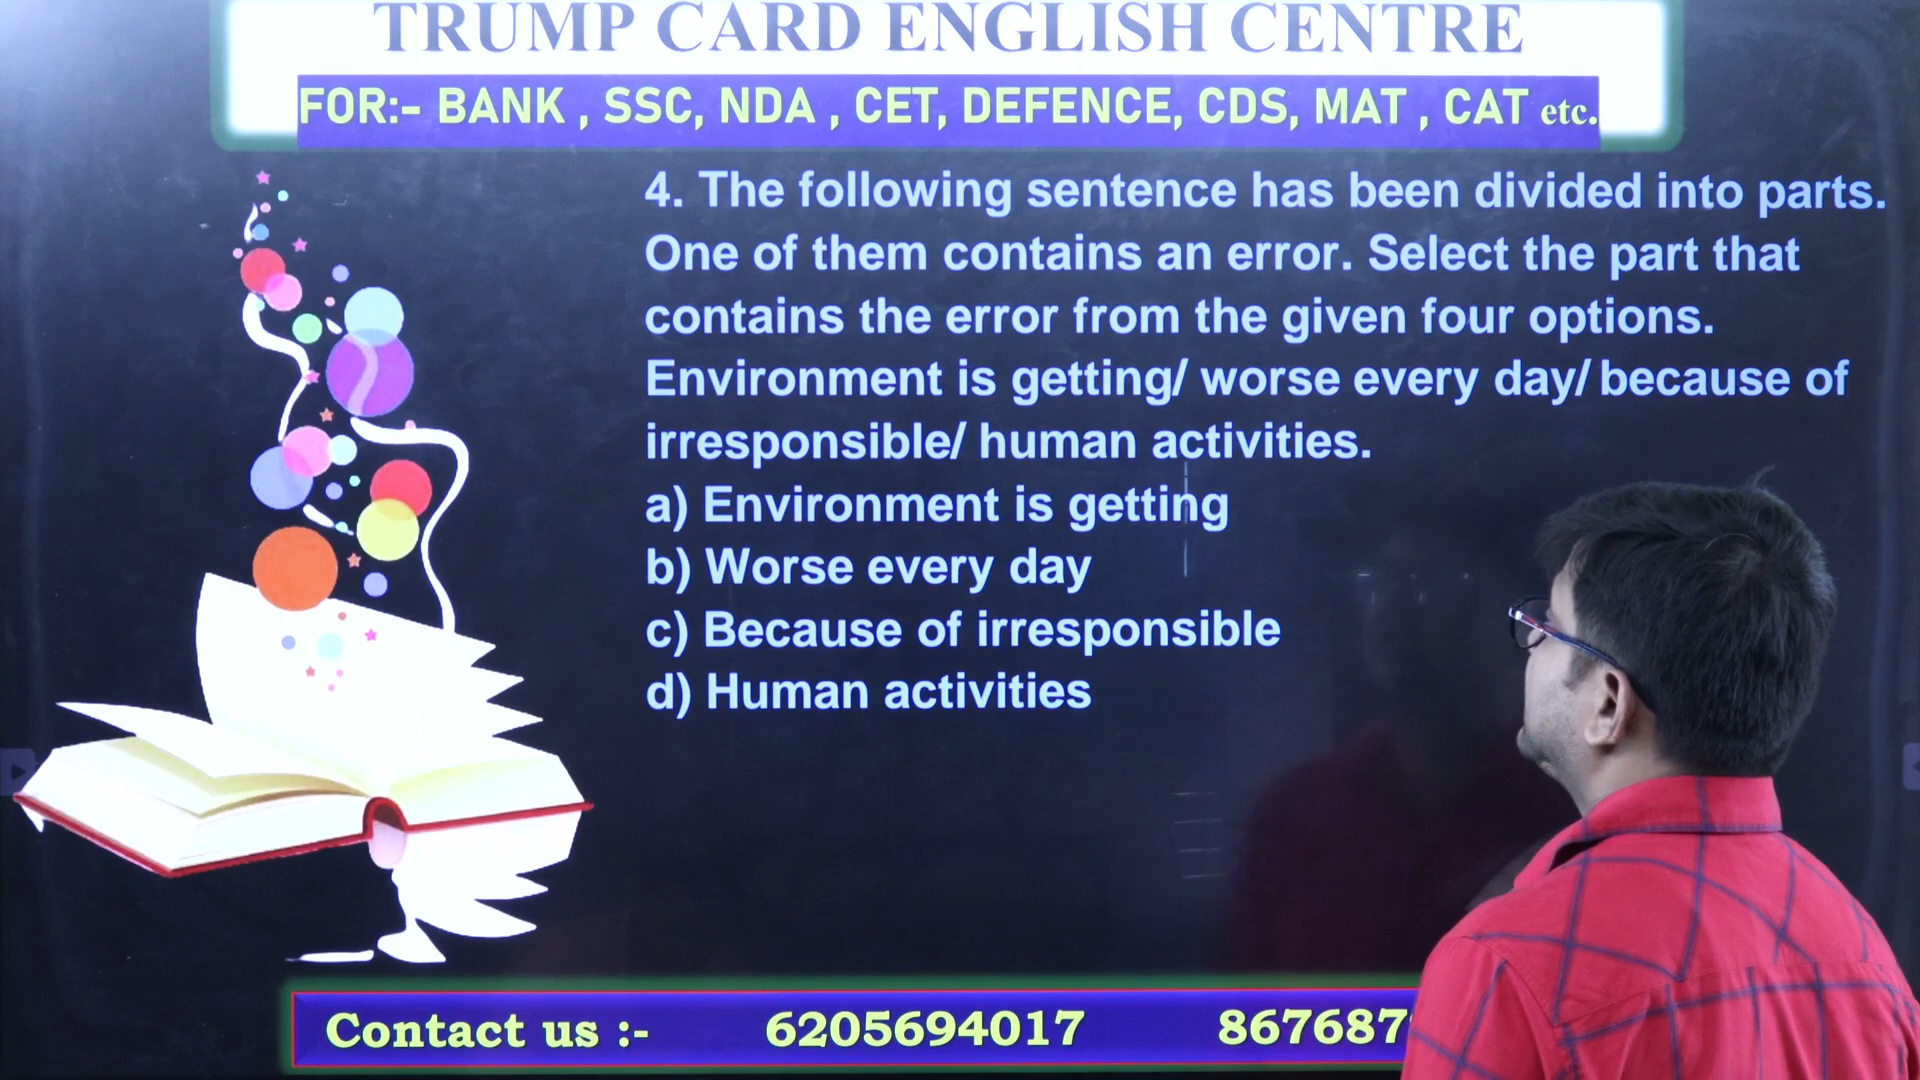 TRUMP CARD ENGLISH CENTRE
FOR:- BANK , SSC, NDA , CET, DEFENCE, CDS, MAT , CAT etc.
4. The following sentence has been divided into parts.
One of them contains an error. Select the part that
contains the error from the given four options.
Environment is getting/ worse every day/ because of
irresponsible/ human activities.
a) Environment is getting
b) Worse every day
c) Because of irresponsible
d) Human activities
Contact us :- 6205694017 867687